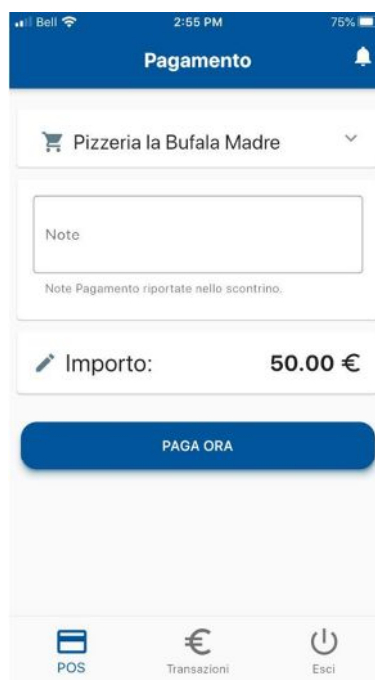 Bell 2:55 PM 75%
Pagamento
Pizzeria la Bufala Madre
Note
Note Pagamento riportate nello scontrino.
Importo: 50.00 €
PAGA ORA
€
POS Transazioni Esci